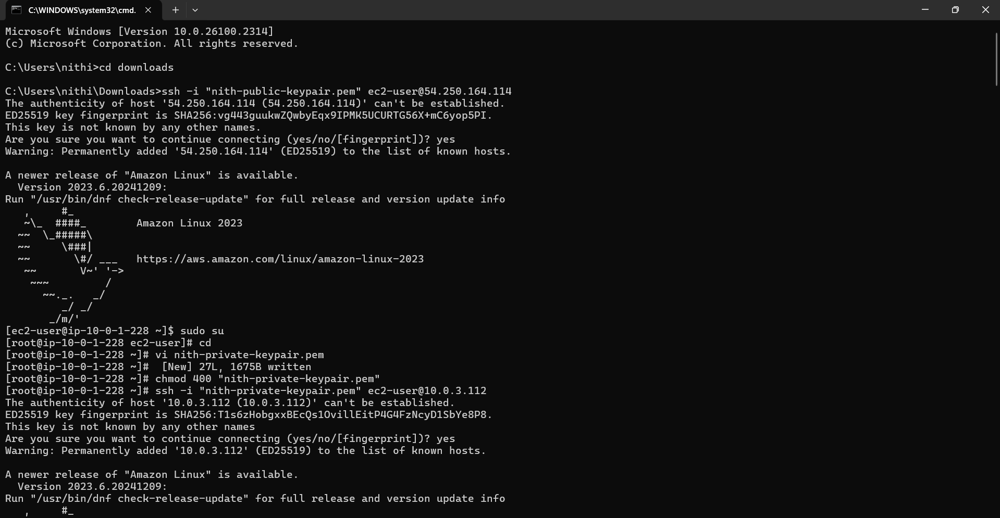 C:\WINDOWS\system32\cmd.
Microsoft Windows [Version 10.0.26100.2314]
(c) Microsoft Corporation. All rights reserved.

C:\Users\nithi>cd downloads

C:\Users\nithi\Downloads>ssh -i "nith-public-keypair.pem" ec2-user@54.250.164.114
The authenticity of host '54.250.164.114 (54.250.164.114)' can't be established.
ED25519 key fingerprint is SHA256:vg443guukwZQwbyEqx9IPMK5UCURTG56X+mC6yop5PI.
This key is not known by any other names.
Are you sure you want to continue connecting (yes/no/[fingerprint])? yes
Warning: Permanently added '54.250.164.114' (ED25519) to the list of known hosts.

A newer release of "Amazon Linux" is available.
  Version 2023.6.20241209:
Run "/usr/bin/dnf check-release-update" for full release and version update info
   ,     #_
   ~\_  ####_        Amazon Linux 2023
  ~~  \_#####\
  ~~     \###|
  ~~       \#/ ___   https://aws.amazon.com/linux/amazon-linux-2023
   ~~       V~' '->
    ~~~         /
      ~~._.   _/
         _/ _/
       _/m/'
[ec2-user@ip-10-0-1-228 ~]$ sudo su
[root@ip-10-0-1-228 ec2-user]# cd
[root@ip-10-0-1-228 ~]# vi nith-private-keypair.pem
[root@ip-10-0-1-228 ~]#  [New] 27L, 1675B written
[root@ip-10-0-1-228 ~]# chmod 400 "nith-private-keypair.pem"
[root@ip-10-0-1-228 ~]# ssh -i "nith-private-keypair.pem" ec2-user@10.0.3.112
The authenticity of host '10.0.3.112 (10.0.3.112)' can't be established.
ED25519 key fingerprint is SHA256:T1s6zHobgxxBEcQs1OvillEitP4G4FzNcyD1SbYe8P8.
This key is not known by any other names
Are you sure you want to continue connecting (yes/no/[fingerprint])? yes
Warning: Permanently added '10.0.3.112' (ED25519) to the list of known hosts.

A newer release of "Amazon Linux" is available.
  Version 2023.6.20241209:
Run "/usr/bin/dnf check-release-update" for full release and version update info
   ,     #_